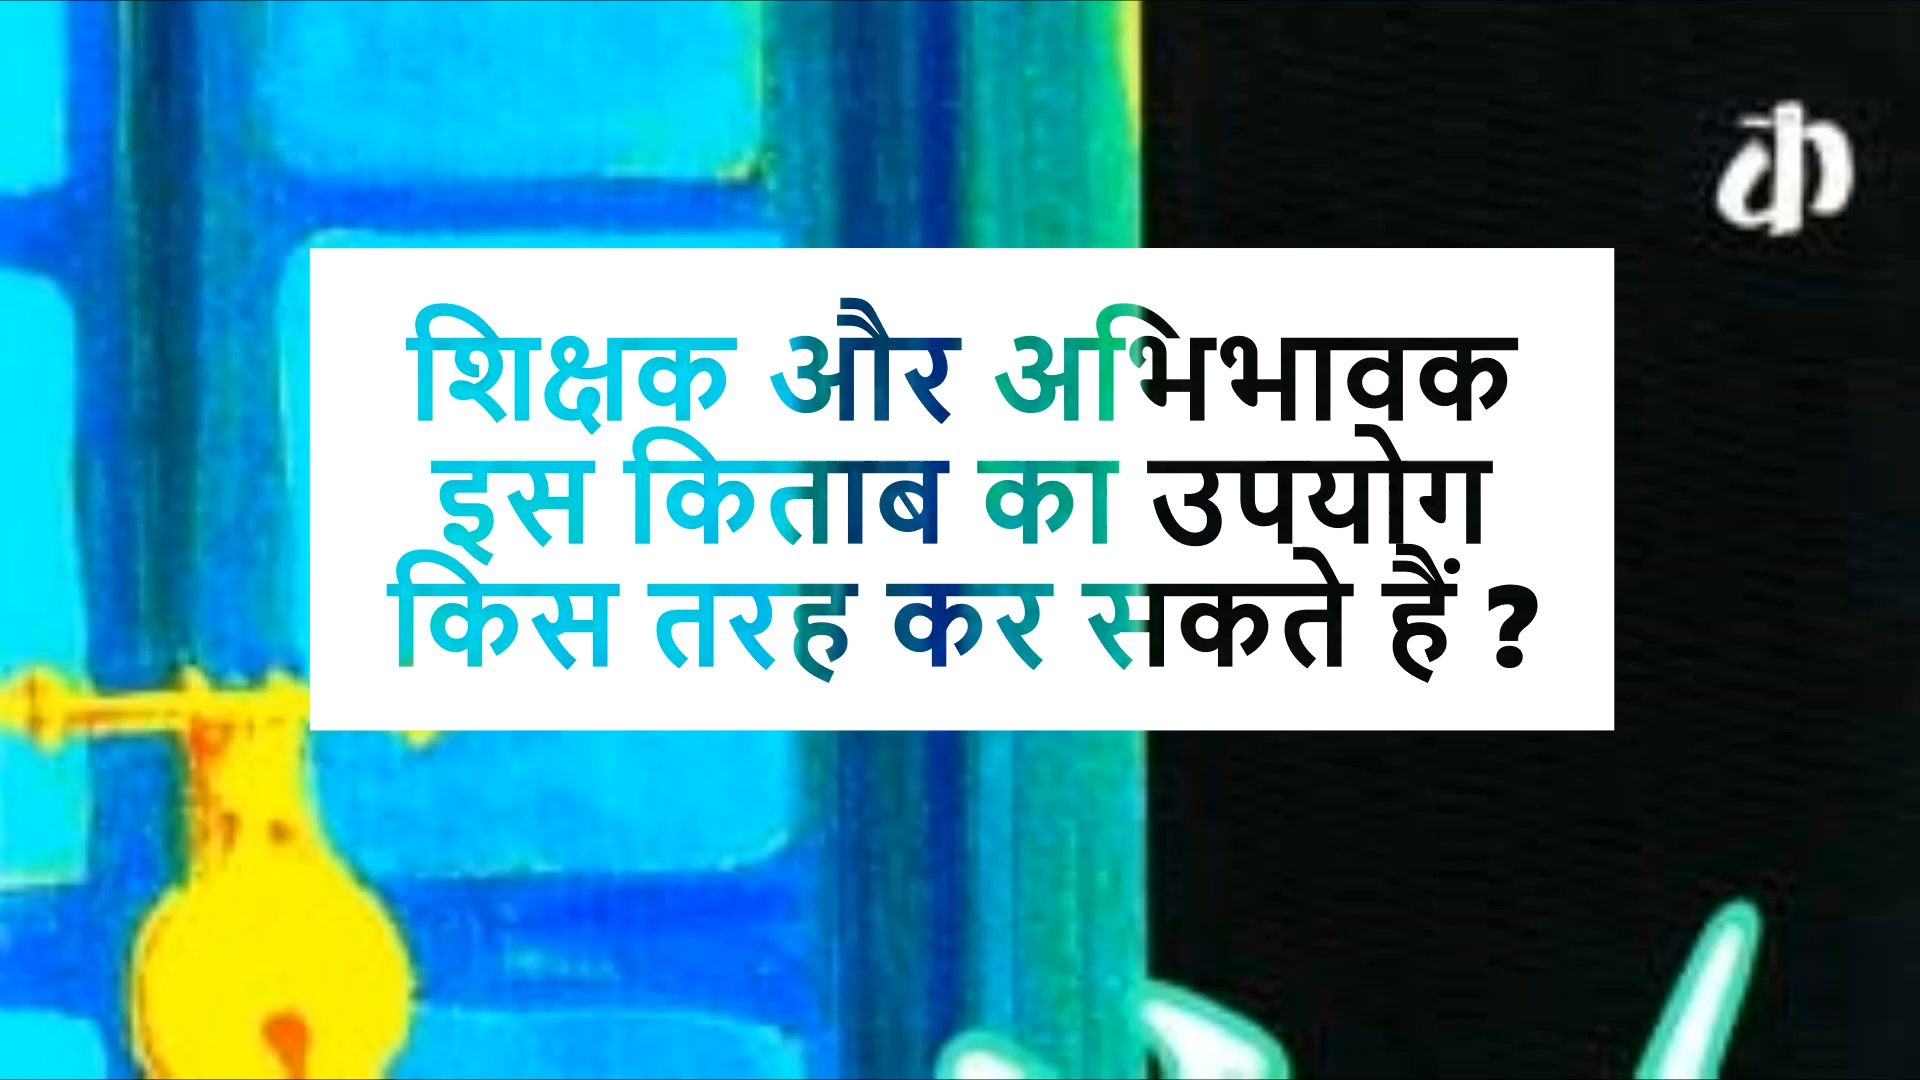 क
शिक्षक और अभिभावक
इस किताब का उपयोग
किस तरह कर सकते हैं ?